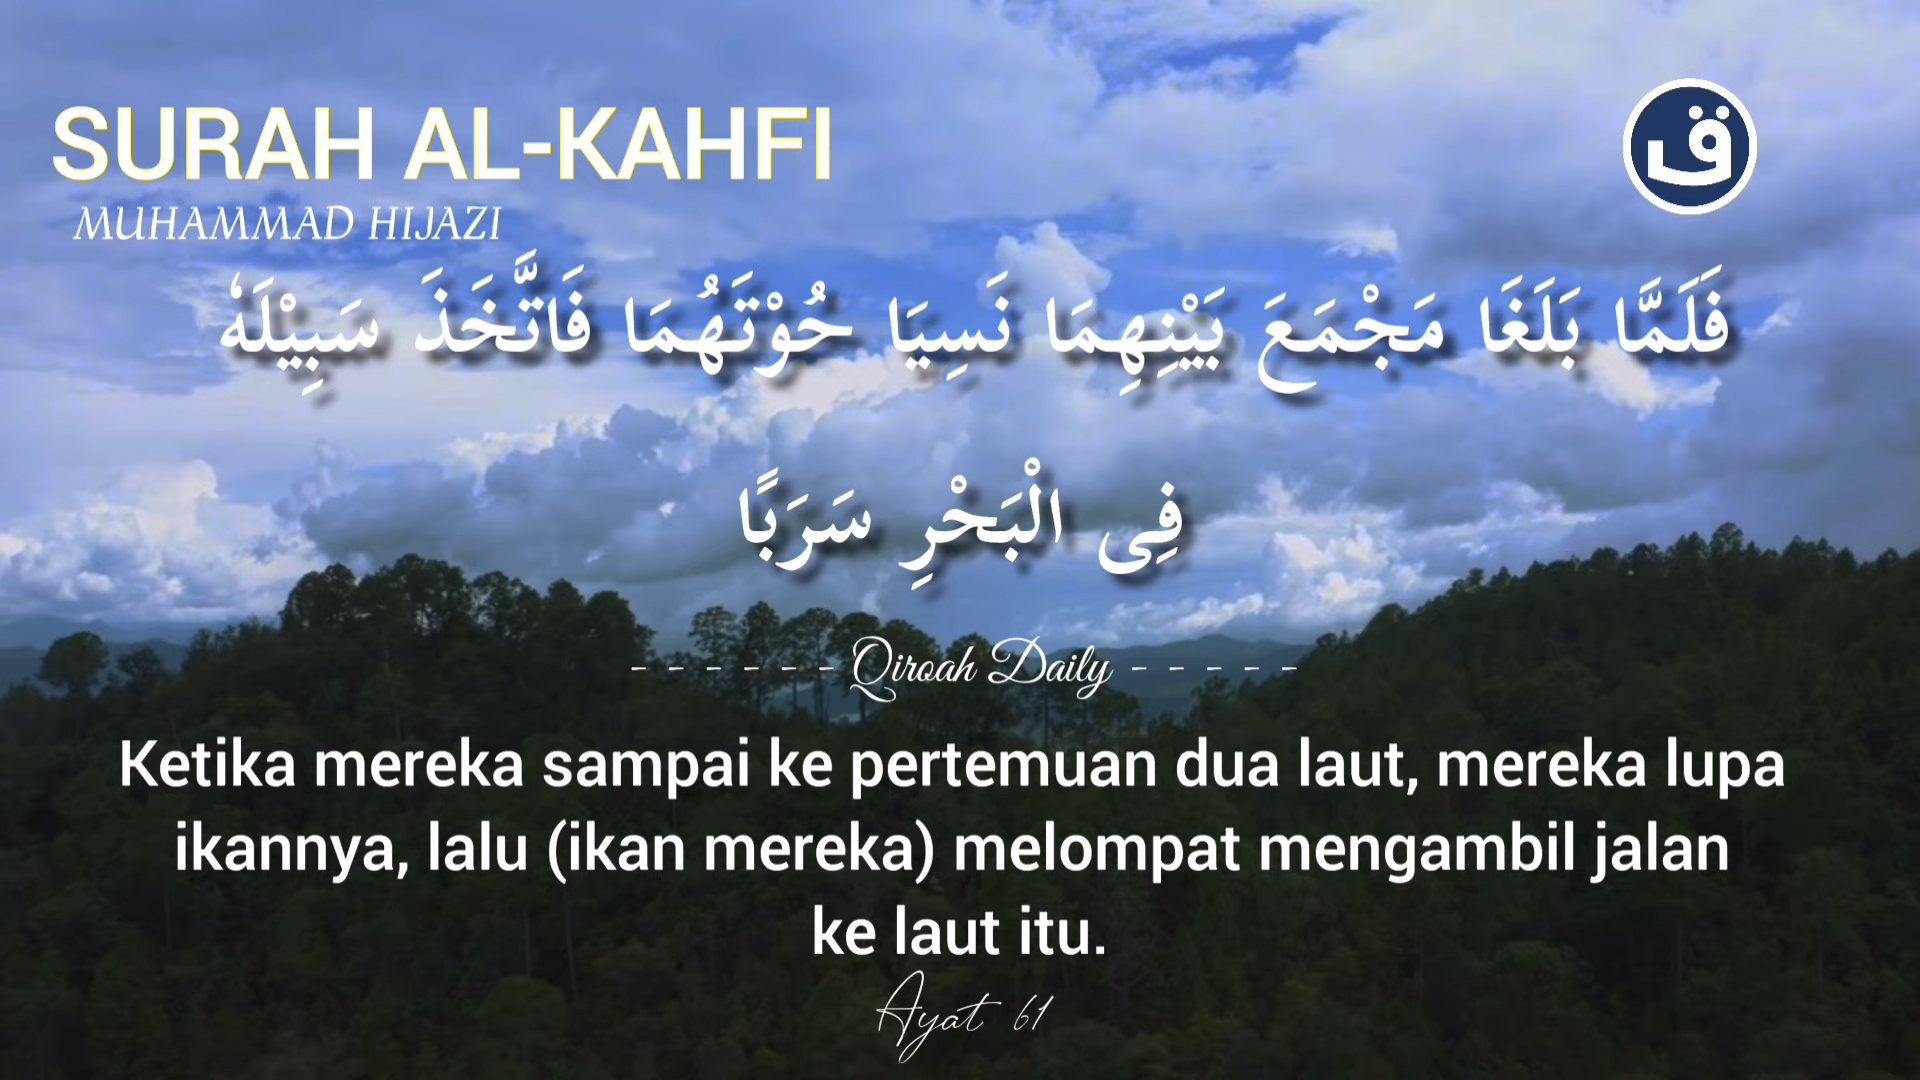 SURAH AL-KAHFI
MUHAMMAD HIJAZI
ق
فَلَمَّا بَلَغَا مَجْمَعَ بَيْنِهِمَا نَسِيَا حُوْتَهُمَا فَاتَّخَذَ سَبِيْلَهٗ
فِى الْبَحْرِ سَرَبًا
- - - - - - Qiroah Daily - - - - -
Ketika mereka sampai ke pertemuan dua laut, mereka lupa
ikannya, lalu (ikan mereka) melompat mengambil jalan
ke laut itu.
Ayat 61